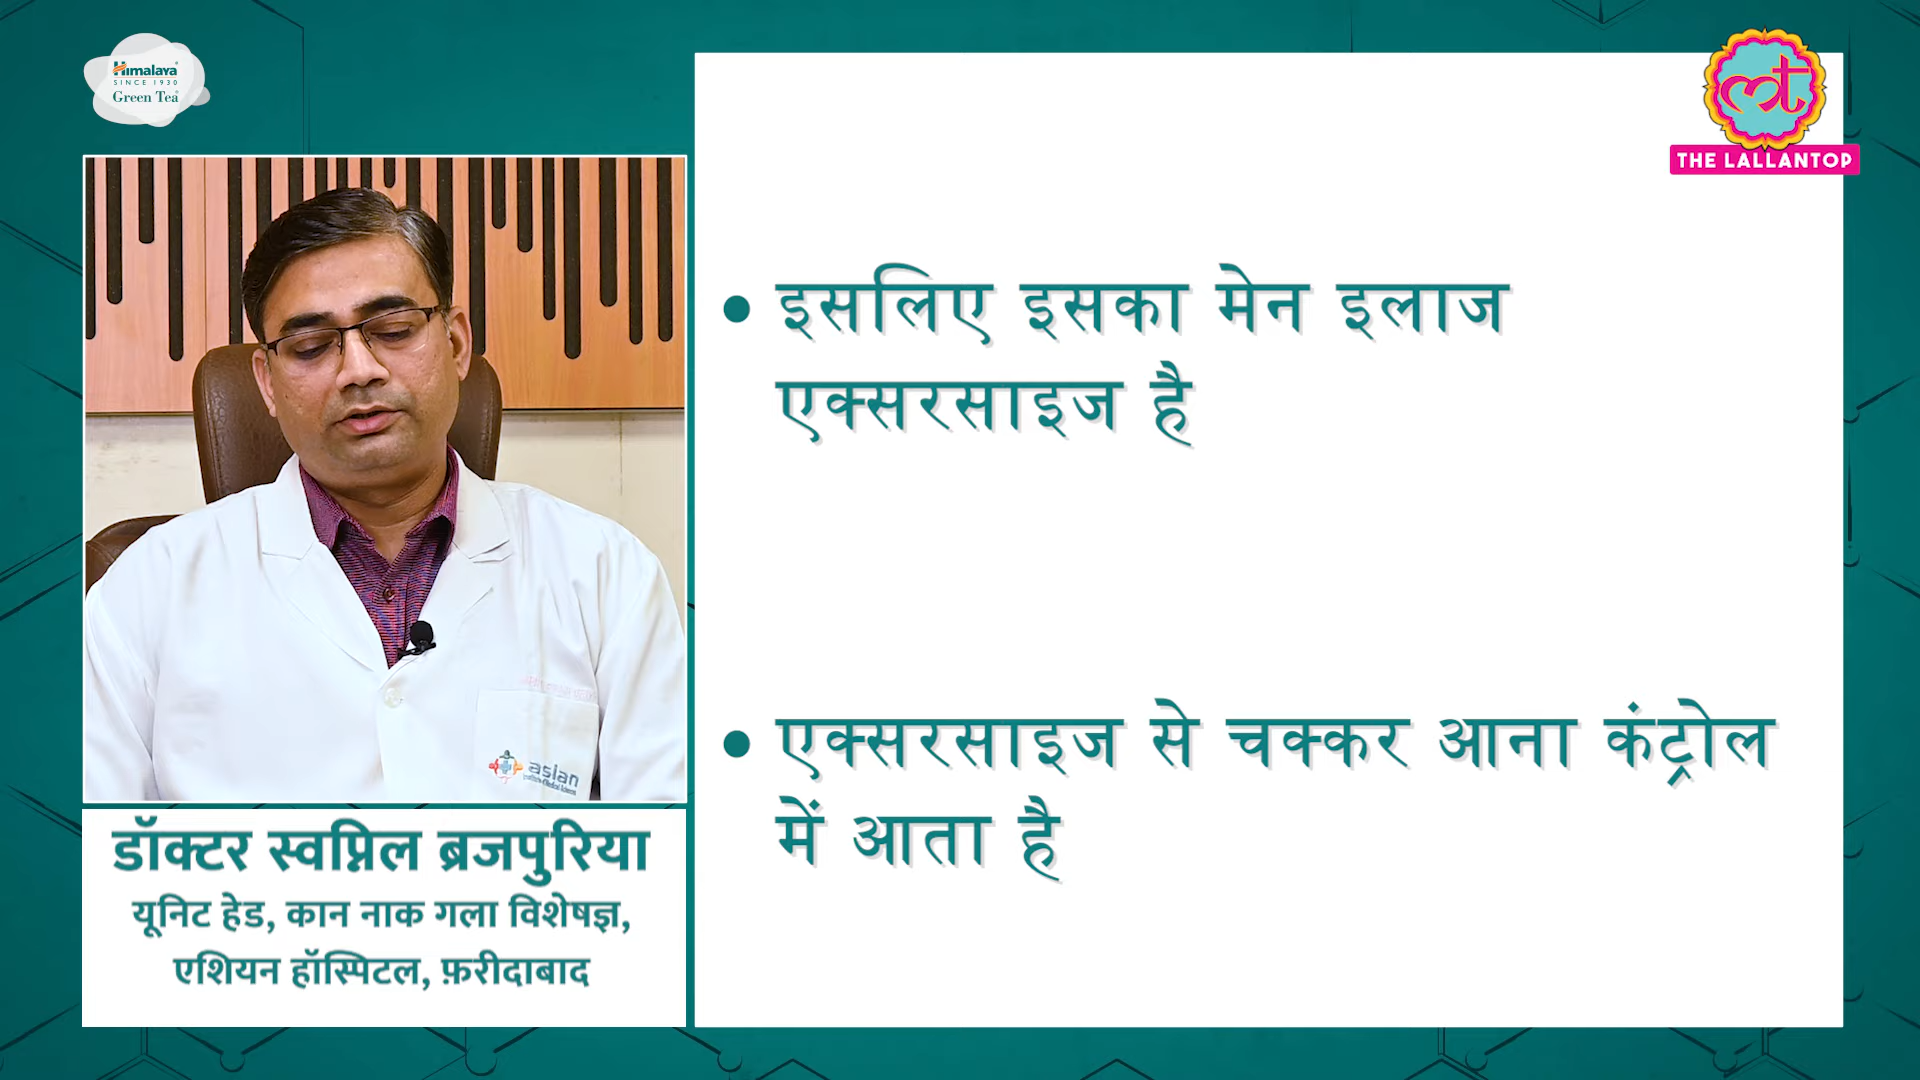 Himalaya
SINCE 1930
Green Tea
THE LALLANTOP
• इसलिए इसका मेन इलाज
एक्सरसाइज है
• एक्सरसाइज से चक्कर आना कंट्रोल
में आता है
asian
डॉक्टर स्वप्निल ब्रजपुरिया
यूनिट हेड, कान नाक गला विशेषज्ञ,
एशियन हॉस्पिटल, फ़रीदाबाद